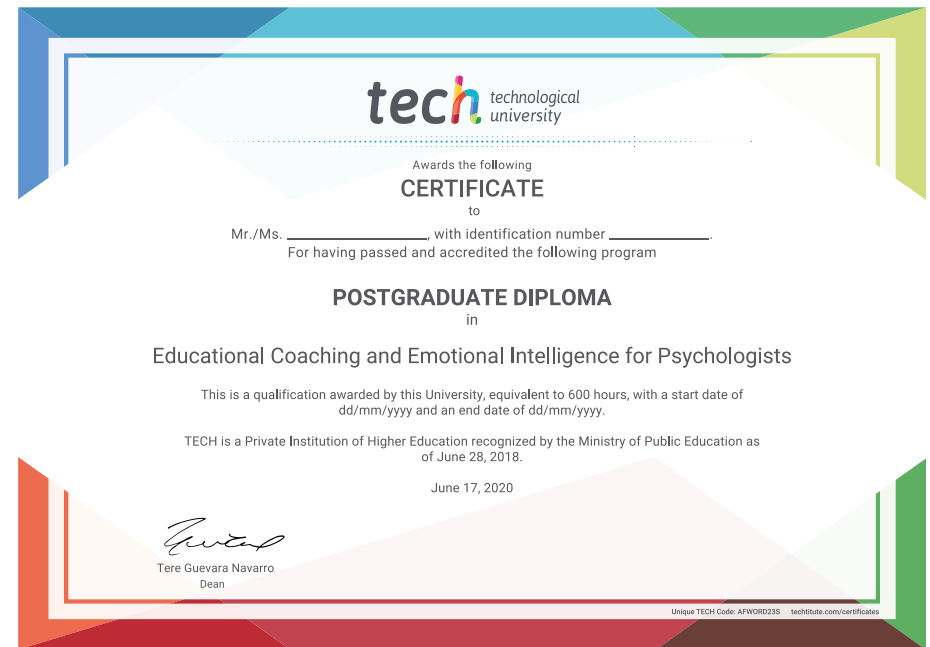 tech technological
university
Awards the following
CERTIFICATE
to
Mr./Ms. ____________________, with identification number ______________.
For having passed and accredited the following program
POSTGRADUATE DIPLOMA
in
Educational Coaching and Emotional Intelligence for Psychologists
This is a qualification awarded by this University, equivalent to 600 hours, with a start date of
dd/mm/yyyy and an end date of dd/mm/yyyy.
TECH is a Private Institution of Higher Education recognized by the Ministry of Public Education as
of June 28, 2018.
June 17, 2020
Tere Guevara Navarro
Dean
Unique TECH Code: AFWORD23S techtitute.com/certificates